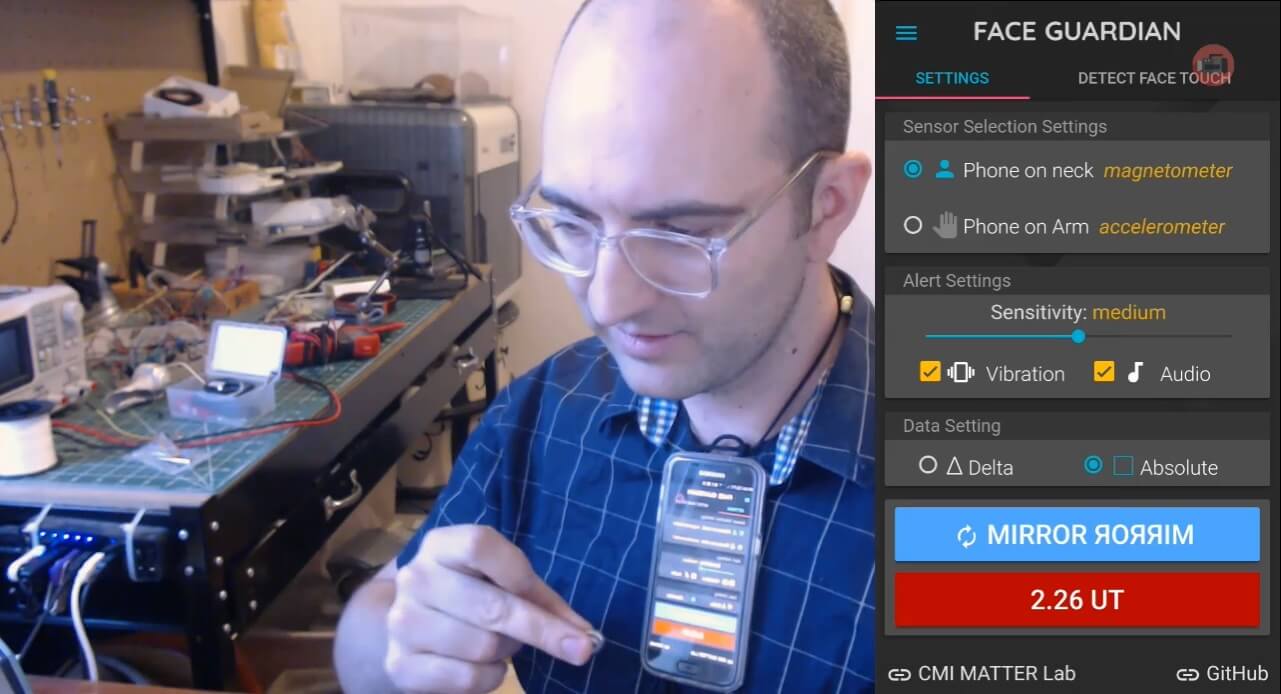 FACE GUARDIAN
SETTINGS DETECT FACE TOUCH
Sensor Selection Settings
Phone on neck magnetometer
Phone on Arm accelerometer
Alert Settings
Sensitivity: medium
Vibration Audio
Data Setting
Δ Delta Absolute
MIRROR ЯOЯЯIM
2.26 UT
CMI MATTER Lab GitHub
SAMSUNG